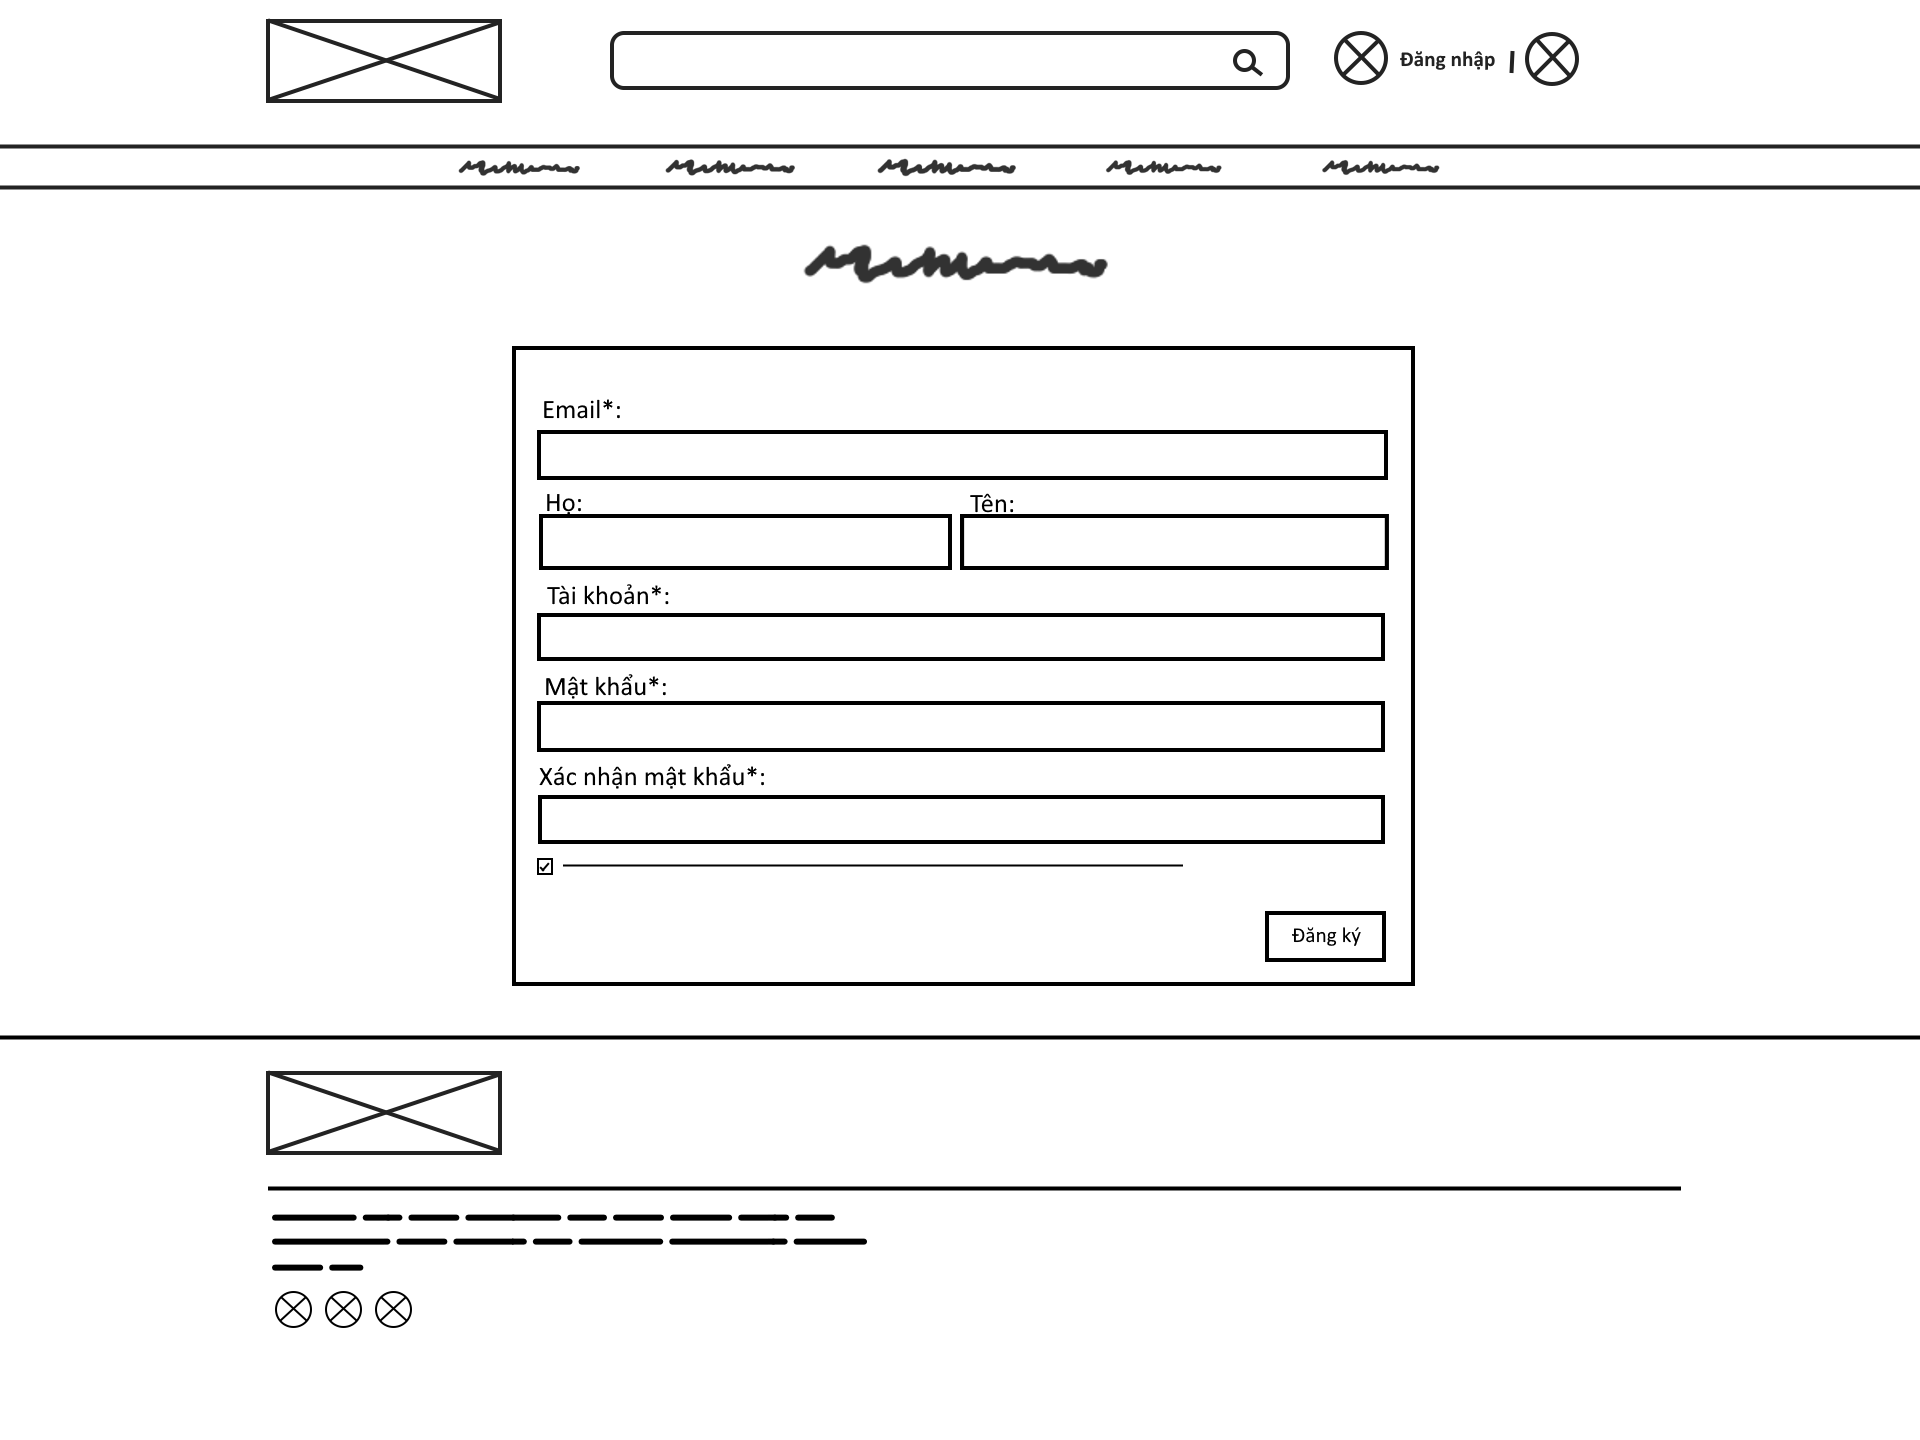 Đăng nhập |
Email*:
Họ: Tên:
Tài khoản*:
Mật khẩu*:
Xác nhận mật khẩu*:
Đăng ký